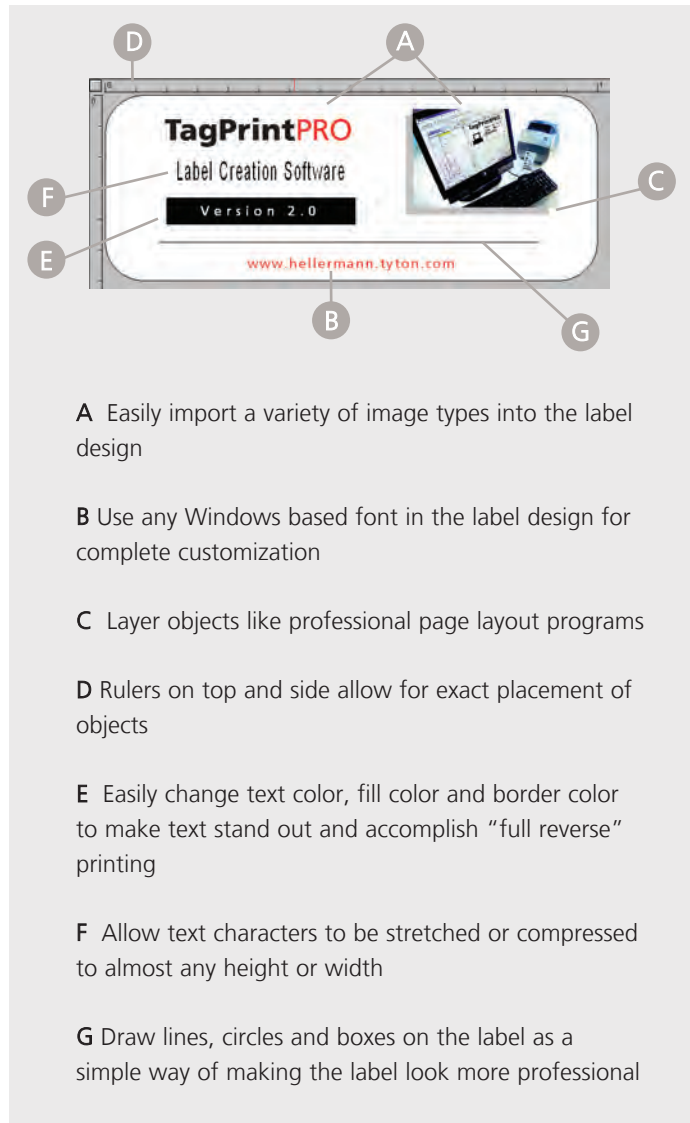 D
A
TagPrintPRO
Label Creation Software
F
C
Version 2.0
E
www.hellermann.tyton.com
B
G
A Easily import a variety of image types into the label
design
B Use any Windows based font in the label design for
complete customization
C Layer objects like professional page layout programs
D Rulers on top and side allow for exact placement of
objects
E Easily change text color, fill color and border color
to make text stand out and accomplish “full reverse”
printing
F Allow text characters to be stretched or compressed
to almost any height or width
G Draw lines, circles and boxes on the label as a
simple way of making the label look more professional